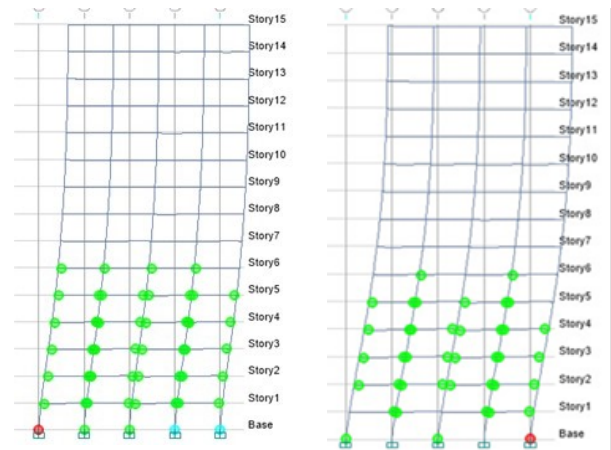 Story15
Story14
Story13
Story12
Story11
Story10
Story9
Story8
Story7
Story6
Story5
Story4
Story3
Story2
Story1
Base
Story15
Story14
Story13
Story12
Story11
Story10
Story9
Story8
Story7
Story6
Story5
Story4
Story3
Story2
Story1
Base